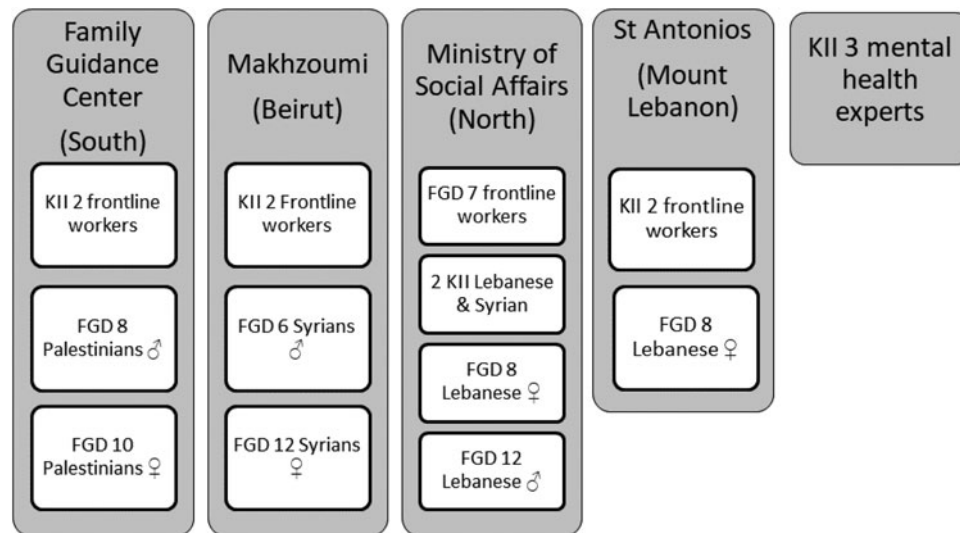 Family
Guidance
Center
(South)
KII 2 frontline
workers
FGD 8
Palestinians ♂
FGD 10
Palestinians ♀
Makhzoumi
(Beirut)
KII 2 Frontline
workers
FGD 6 Syrians
♂
FGD 12 Syrians
♀
Ministry of
Social Affairs
(North)
FGD 7 frontline
workers
2 KII Lebanese
& Syrian
FGD 8
Lebanese ♀
FGD 12
Lebanese ♂
St Antonios
(Mount
Lebanon)
KII 2 frontline
workers
FGD 8
Lebanese ♀
KII 3 mental
health
experts